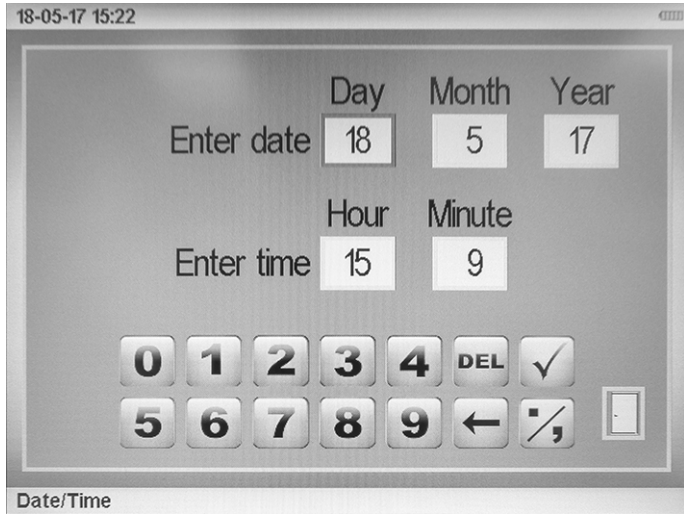 18-05-17 15:22
Day Month Year
Enter date 18 5 17
Hour Minute
Enter time 15 9
0 1 2 3 4 DEL ✓
5 6 7 8 9 ← ./,
Date/Time